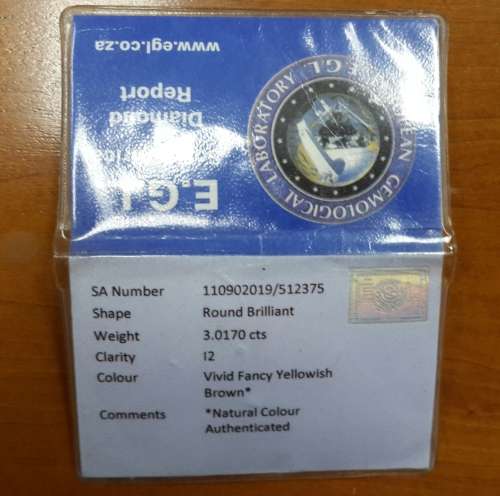 www.egl.co.za
Report
Diamond
E.G.L
GEMOLOGICAL LABORATORY
SA Number 110902019/512375
Shape Round Brilliant
Weight 3.0170 cts
Clarity I2
Colour Vivid Fancy Yellowish
Brown*
Comments *Natural Colour
Authenticated